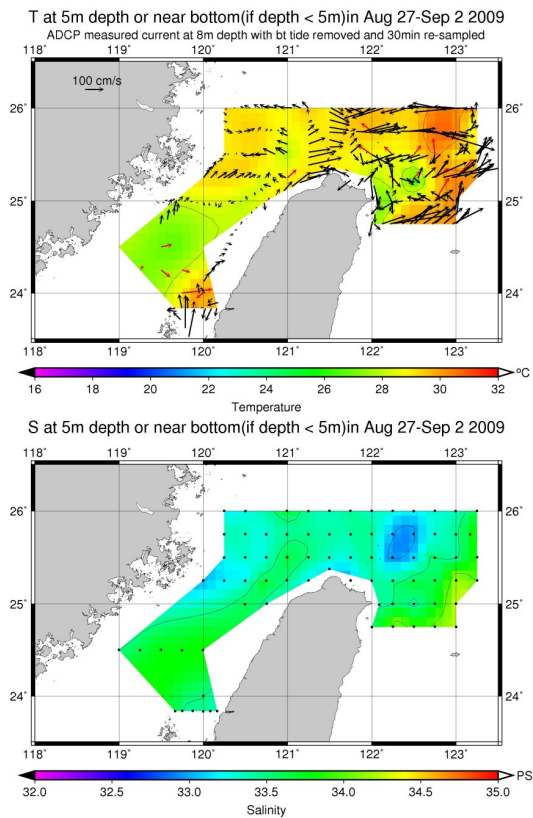 T at 5m depth or near bottom(if depth < 5m)in Aug 27-Sep 2 2009
ADCP measured current at 8m depth with bt tide removed and 30min re-sampled
118˚ 119˚ 120˚ 121˚ 122˚ 123˚
100 cm/s
26˚ 26˚
25˚ 25˚
24˚ 24˚
118˚ 119˚ 120˚ 121˚ 122˚ 123˚
ºC
16 18 20 22 24 26 28 30 32
Temperature
S at 5m depth or near bottom(if depth < 5m)in Aug 27-Sep 2 2009
118˚ 119˚ 120˚ 121˚ 122˚ 123˚
26˚ 26˚
25˚ 25˚
24˚ 24˚
118˚ 119˚ 120˚ 121˚ 122˚ 123˚
PS
32.0 32.5 33.0 33.5 34.0 34.5 35.0
Salinity